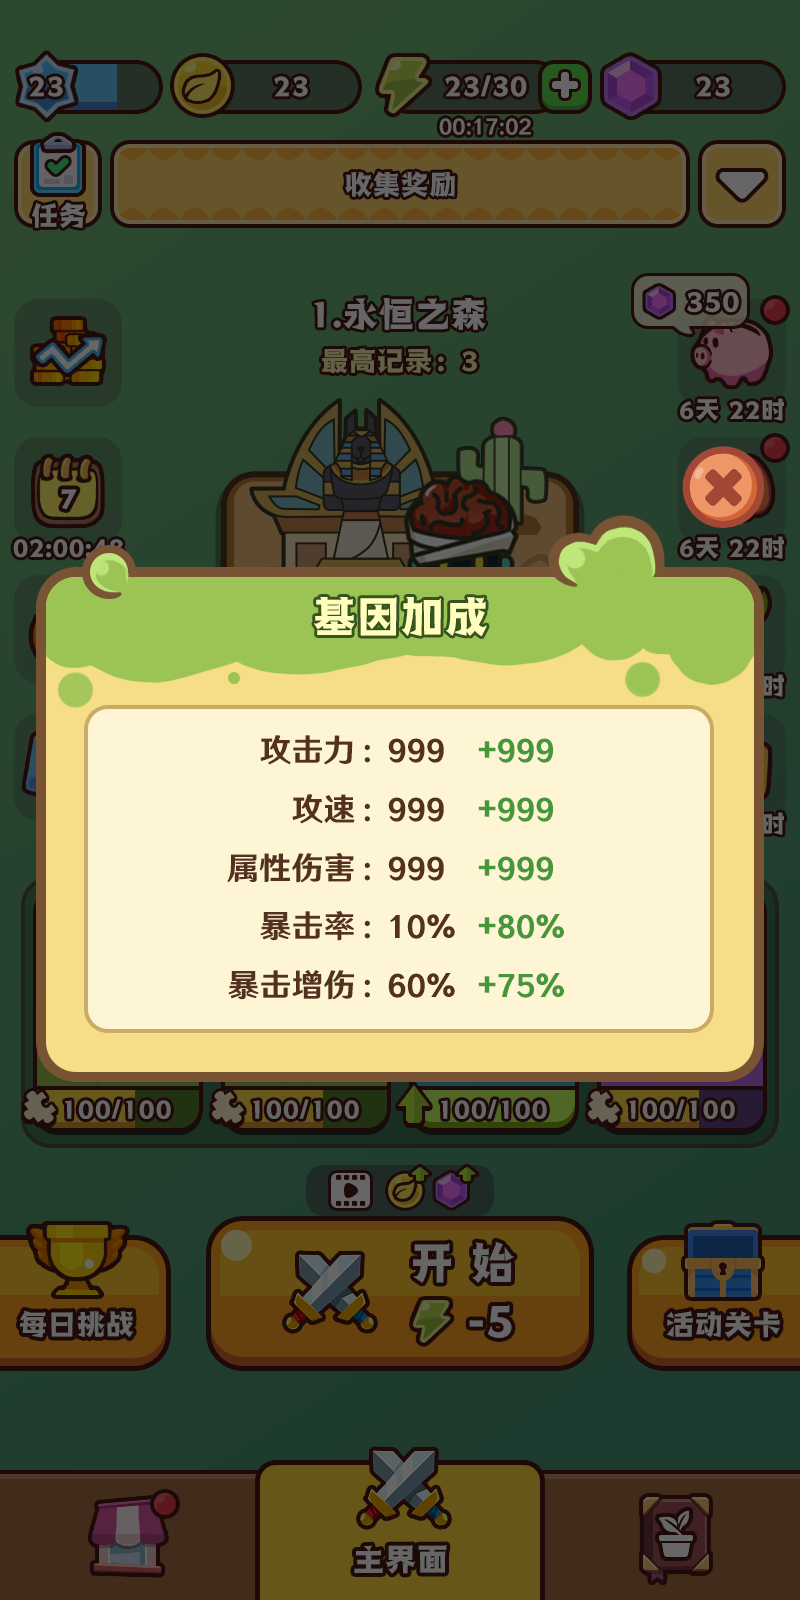 23
23
23/30
23
00:17:02
任务
收集奖励
1.永恒之森
350
最高记录：3
6天 22时
7
02:00:48
6天 22时
基因加成
时
攻击力：999 +999
攻速：999 +999
时
属性伤害：999 +999
暴击率：10% +80%
暴击增伤：60% +75%
100/100
100/100
100/100
100/100
开 始
-5
每日挑战
活动关卡
主界面